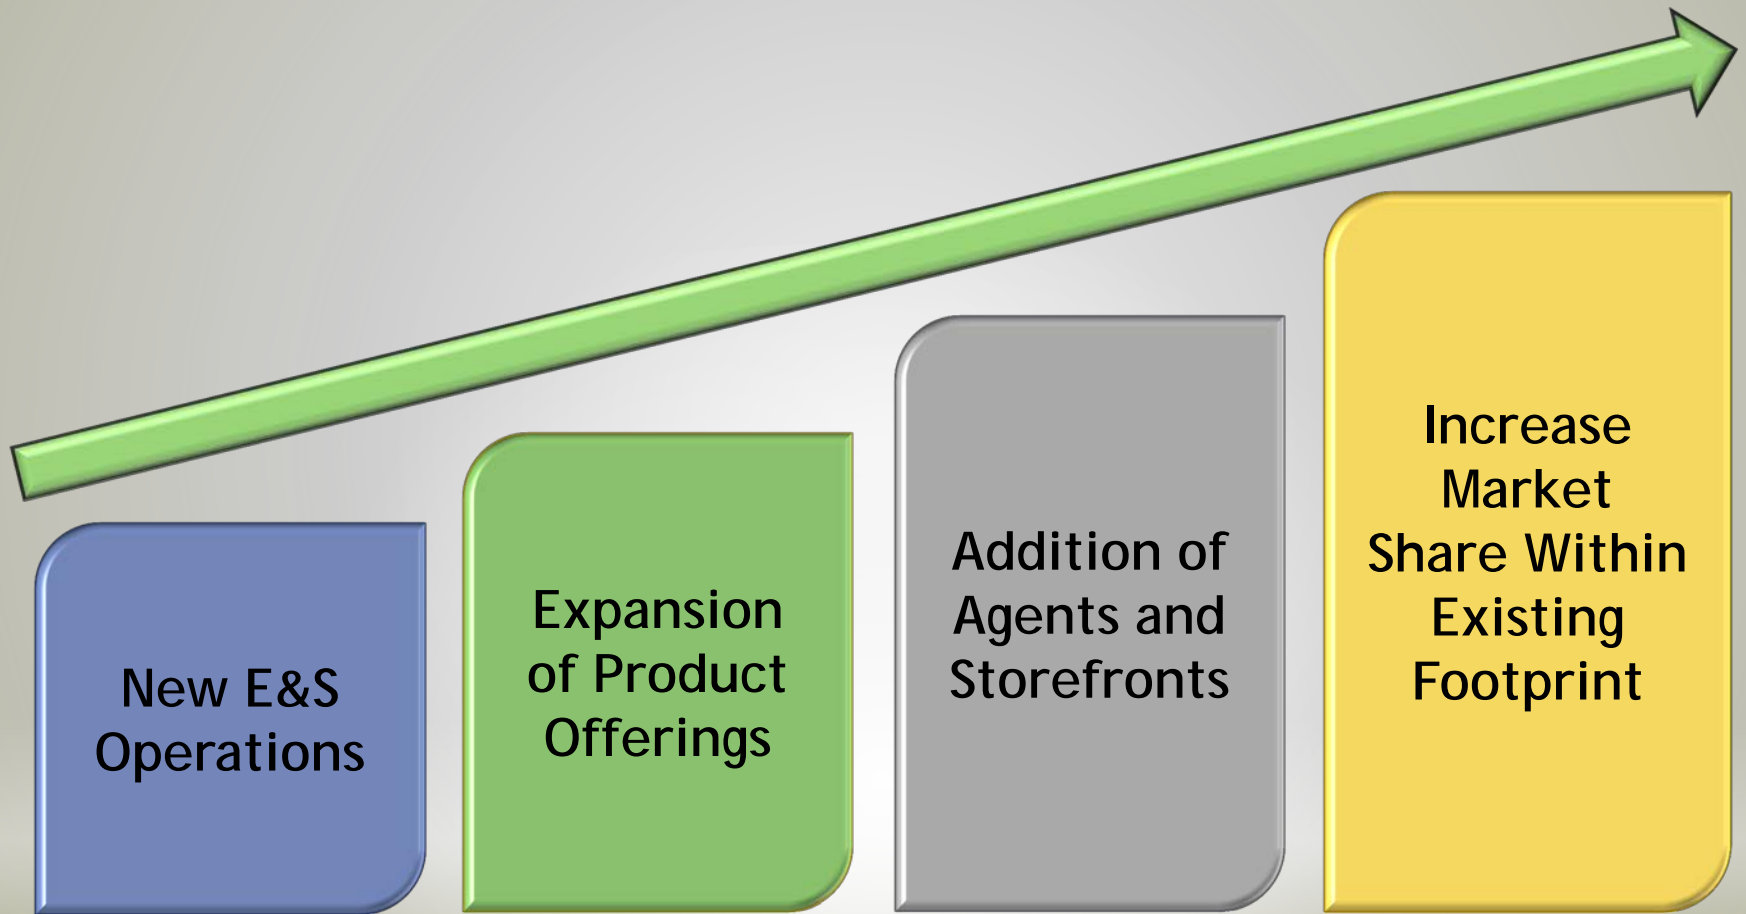 New E&S
Operations
Expansion
of Product
Offerings
Addition of
Agents and
Storefronts
Increase
Market
Share Within
Existing
Footprint